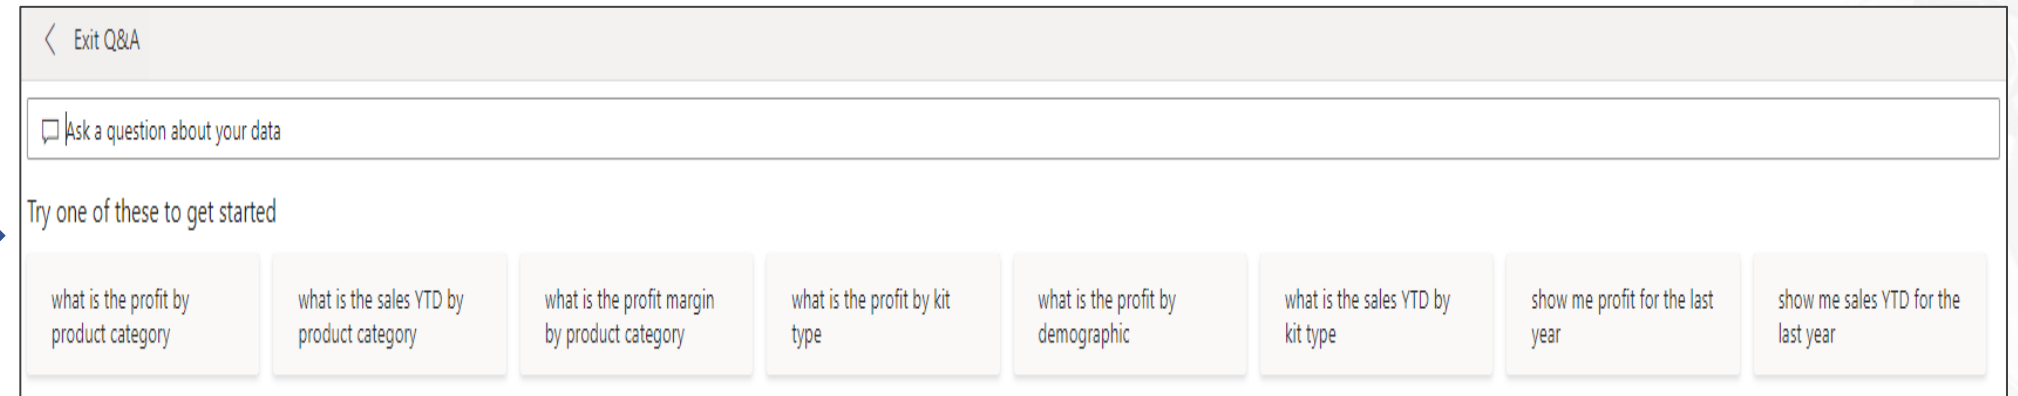 Exit Q&A
Ask a question about your data
Try one of these to get started
what is the profit by
product category
what is the sales YTD by
product category
what is the profit margin
by product category
what is the profit by kit
type
what is the profit by
demographic
what is the sales YTD by
kit type
show me profit for the last
year
show me sales YTD for the
last year